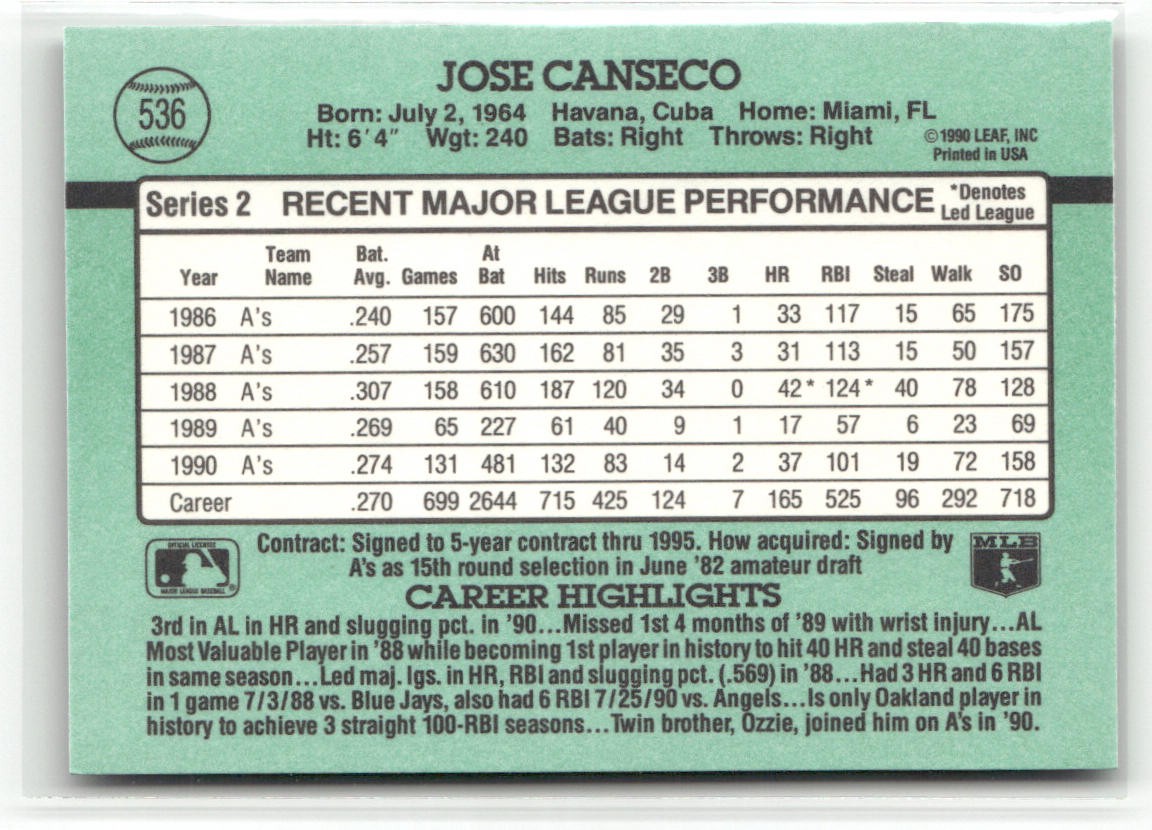 536
JOSE CANSECO
Born: July 2, 1964 Havana, Cuba Home: Miami, FL
Ht: 6'4" Wgt: 240 Bats: Right Throws: Right
©1990 LEAF, INC
Printed in USA
Series 2 RECENT MAJOR LEAGUE PERFORMANCE *Denotes Led League
Year Team Name Bat. Avg. Games At Bat Hits Runs 2B 3B HR RBI Steal Walk SO
1986 A's .240 157 600 144 85 29 1 33 117 15 65 175
1987 A's .257 159 630 162 81 35 3 31 113 15 50 157
1988 A's .307 158 610 187 120 34 0 42* 124* 40 78 128
1989 A's .269 65 227 61 40 9 1 17 57 6 23 69
1990 A's .274 131 481 132 83 14 2 37 101 19 72 158
Career .270 699 2644 715 425 124 7 165 525 96 292 718
OFFICIAL LICENSEE
MAJOR LEAGUE BASEBALL®
Contract: Signed to 5-year contract thru 1995. How acquired: Signed by
A's as 15th round selection in June '82 amateur draft
MLB
CAREER HIGHLIGHTS
3rd in AL in HR and slugging pct. in '90...Missed 1st 4 months of '89 with wrist injury...AL
Most Valuable Player in '88 while becoming 1st player in history to hit 40 HR and steal 40 bases
in same season...Led maj. lgs. in HR, RBI and slugging pct. (.569) in '88...Had 3 HR and 6 RBI
in 1 game 7/3/88 vs. Blue Jays, also had 6 RBI 7/25/90 vs. Angels...Is only Oakland player in
history to achieve 3 straight 100-RBI seasons...Twin brother, Ozzie, joined him on A's in '90.